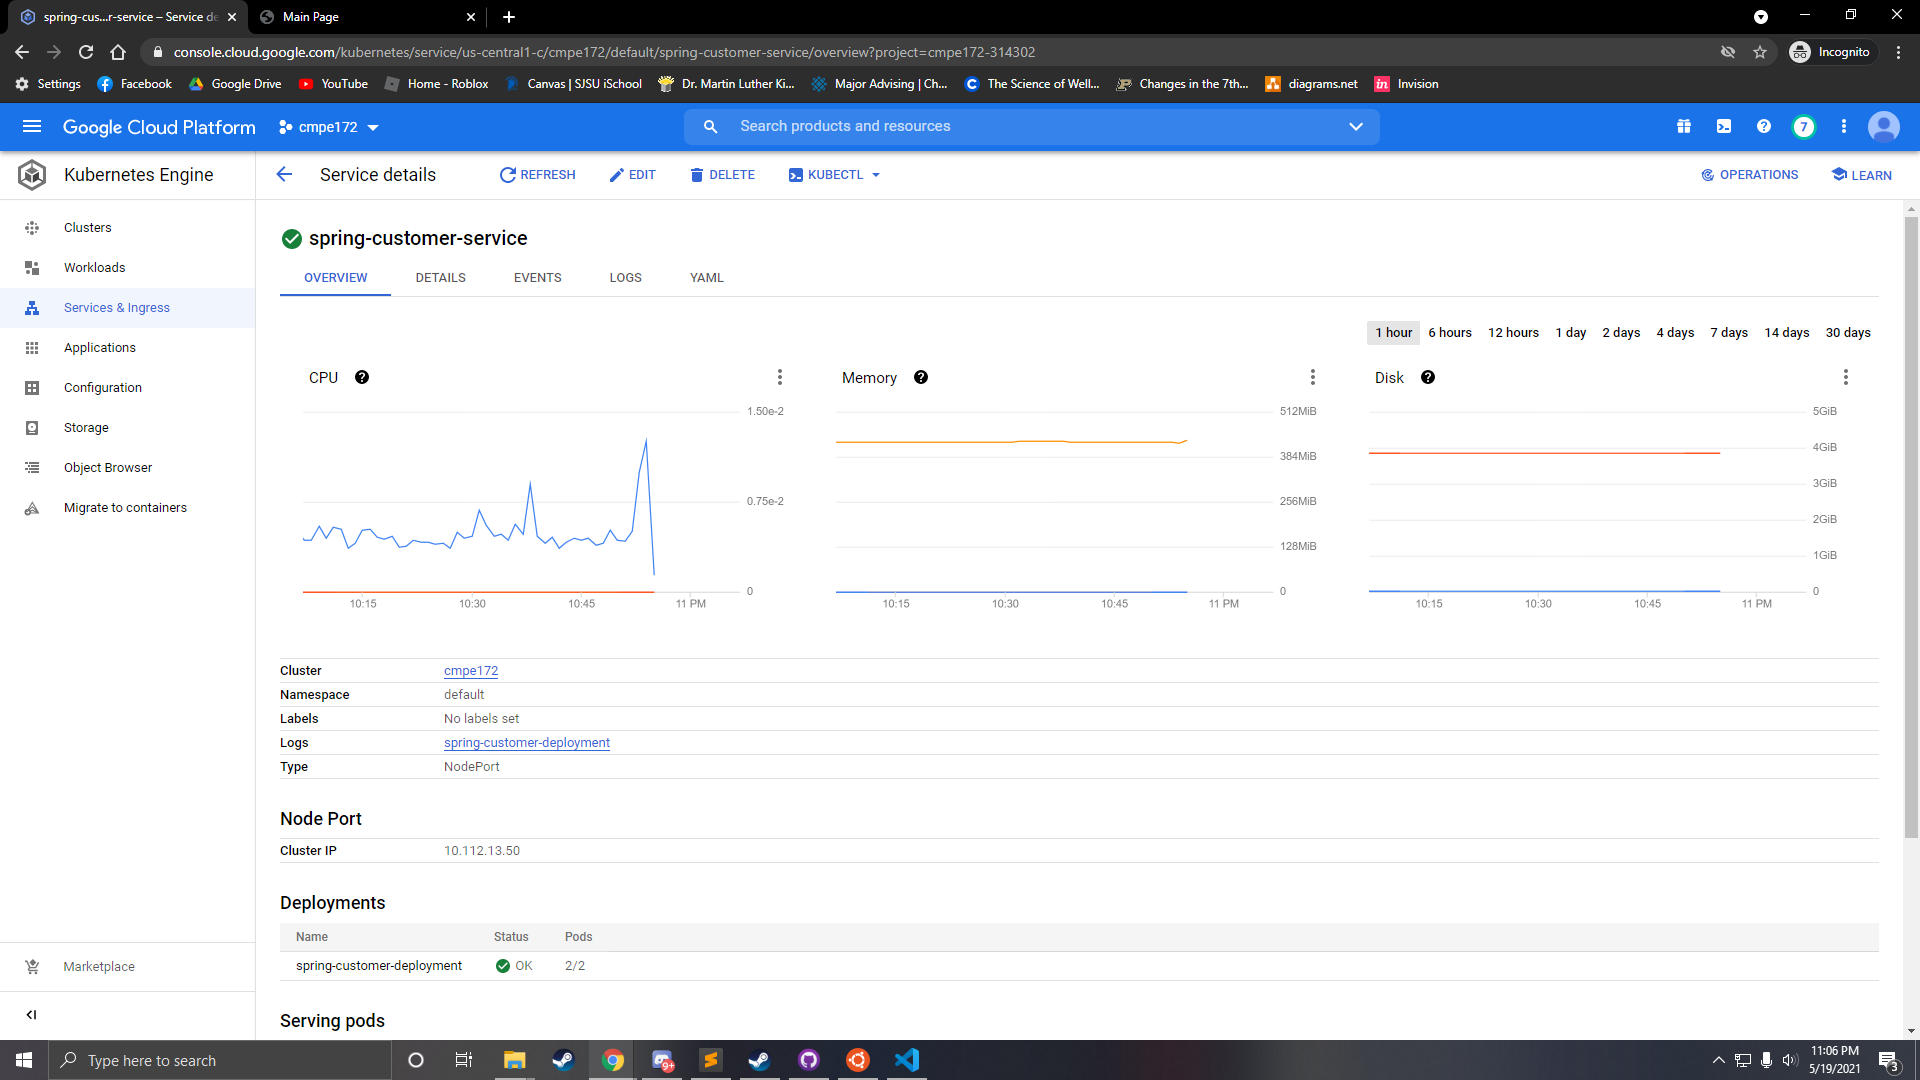 spring-cus...r-service – Service de
Main Page
console.cloud.google.com/kubernetes/service/us-central1-c/cmpe172/default/spring-customer-service/overview?project=cmpe172-314302
Incognito
Settings
Facebook
Google Drive
YouTube
Home - Roblox
Canvas | SJSU iSchool
Dr. Martin Luther Ki...
Major Advising | Ch...
The Science of Well...
Changes in the 7th...
diagrams.net
in
Invision
Google Cloud Platform
cmpe172
Search products and resources
7
Kubernetes Engine
Service details
REFRESH
EDIT
DELETE
KUBECTL
OPERATIONS
LEARN
Clusters
Workloads
Services & Ingress
Applications
Configuration
Storage
Object Browser
Migrate to containers
Marketplace
spring-customer-service
OVERVIEW
DETAILS
EVENTS
LOGS
YAML
1 hour
6 hours
12 hours
1 day
2 days
4 days
7 days
14 days
30 days
CPU
1.50e-2
0.75e-2
0
10:15
10:30
10:45
11 PM
Memory
512MiB
384MiB
256MiB
128MiB
0
10:15
10:30
10:45
11 PM
Disk
5GiB
4GiB
3GiB
2GiB
1GiB
0
10:15
10:30
10:45
11 PM
Cluster
cmpe172
Namespace
default
Labels
No labels set
Logs
spring-customer-deployment
Type
NodePort
Node Port
Cluster IP
10.112.13.50
Deployments
Name
Status
Pods
spring-customer-deployment
OK
2/2
Serving pods
Type here to search
9+
11:06 PM
5/19/2021
3